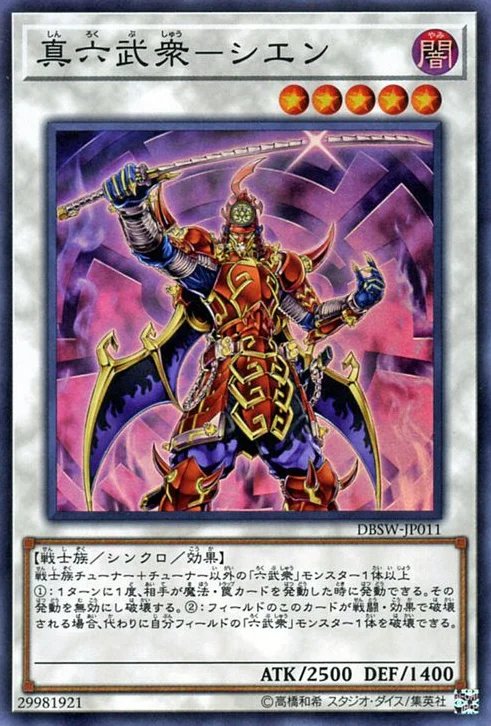 真六武衆－シエン
闇
DBSW-JP011
【戦士族／シンクロ／効果】
戦士族チューナー＋チューナー以外の「六武衆」モンスター1体以上
①：1ターンに1度、相手が魔法・罠カードを発動した時に発動できる。その
発動を無効にし破壊する。②：フィールドのこのカードが戦闘・効果で破壊
される場合、代わりに自分フィールドの「六武衆」モンスター1体を破壊できる。
ATK/2500 DEF/1400
29981921
©高橋和希 スタジオ・ダイス/集英社